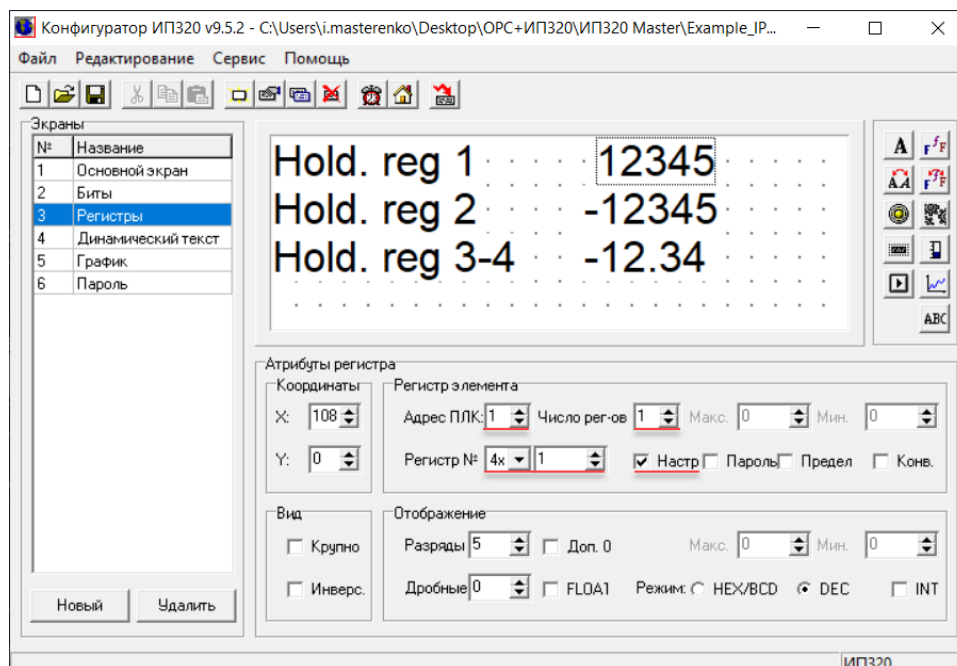 Конфигуратор ИП320 v9.5.2 - C:\Users\i.masterenko\Desktop\OPC+ИП320\ИП320 Master\Example_IP...
Файл Редактирование Сервис Помощь
Экраны
№ Название
1 Основной экран
2 Биты
3 Регистры
4 Динамический текст
5 График
6 Пароль
Новый Удалить
Hold. reg 1 12345
Hold. reg 2 -12345
Hold. reg 3-4 -12.34
A fF
AA fF
ABC
Атрибуты регистра
Координаты
X: 108
Y: 0
Регистр элемента
Адрес ПЛК: 1 Число рег-ов 1 Макс. 0 Мин. 0
Регистр № 4x 1 Настр Пароль Предел Конв.
Вид
Крупно
Инверс.
Отображение
Разряды 5 Доп. 0 Макс. 0 Мин. 0
Дробные 0 FLOAT Режим: HEX/BCD DEC INT
ИП320